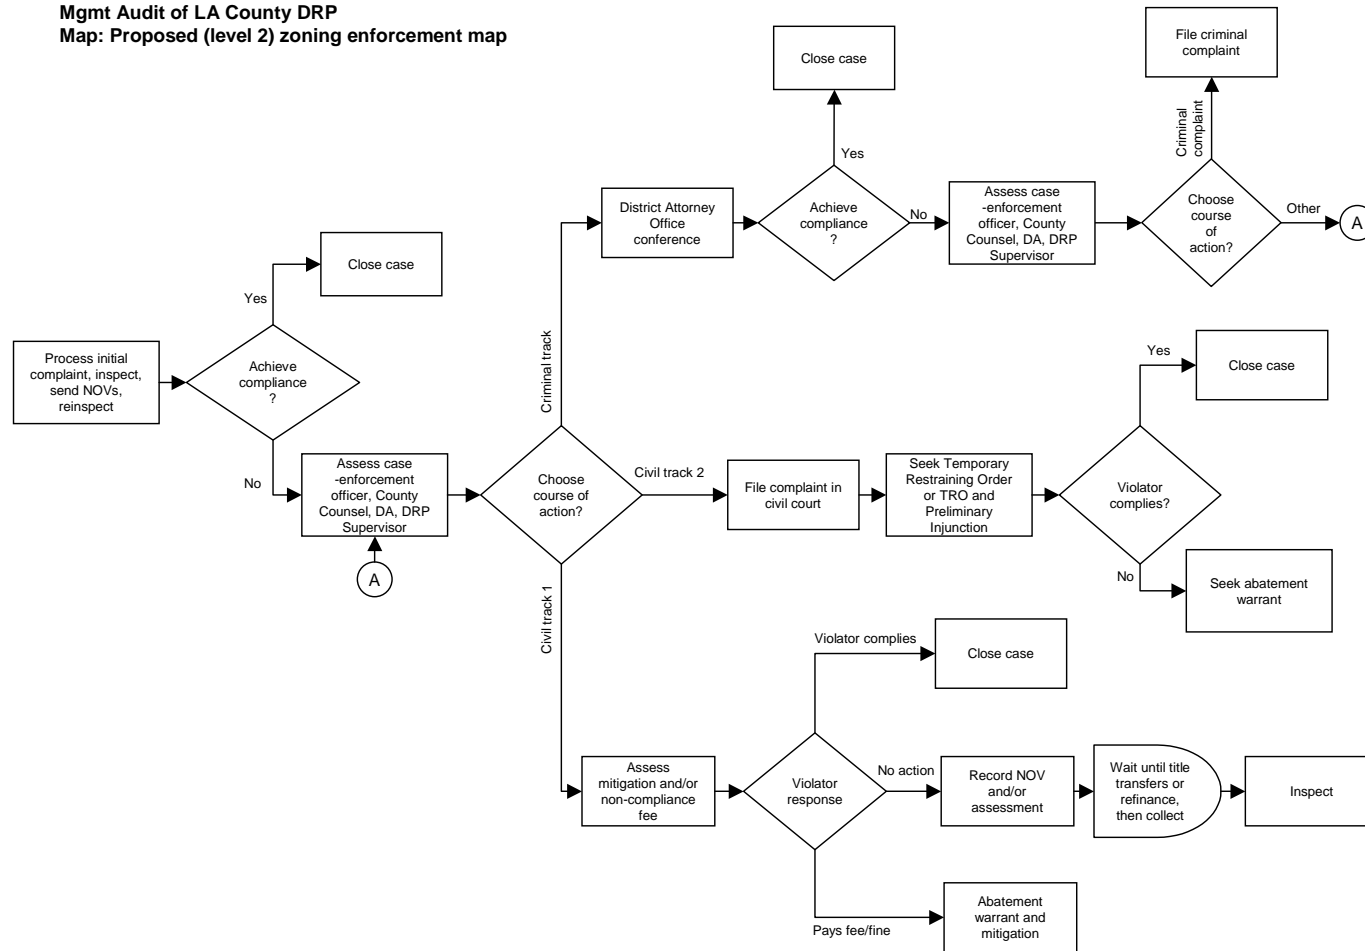 Mgmt Audit of LA County DRP
Map: Proposed (level 2) zoning enforcement map
Process initial
complaint, inspect,
send NOVs,
reinspect
Achieve
compliance
?
Yes
Close case
No
Assess case
-enforcement
officer, County
Counsel, DA, DRP
Supervisor
A
Choose
course of
action?
Criminal track
District Attorney
Office
conference
Achieve
compliance
?
Yes
Close case
No
Assess case
-enforcement
officer, County
Counsel, DA, DRP
Supervisor
Choose
course
of
action?
Criminal
complaint
File criminal
complaint
Other
A
Civil track 2
File complaint in
civil court
Seek Temporary
Restraining Order
or TRO and
Preliminary
Injunction
Violator
complies?
Yes
Close case
No
Seek abatement
warrant
Civil track 1
Assess
mitigation and/or
non-compliance
fee
Violator
response
Violator complies
Close case
No action
Record NOV
and/or
assessment
Wait until title
transfers or
refinance,
then collect
Inspect
Pays fee/fine
Abatement
warrant and
mitigation